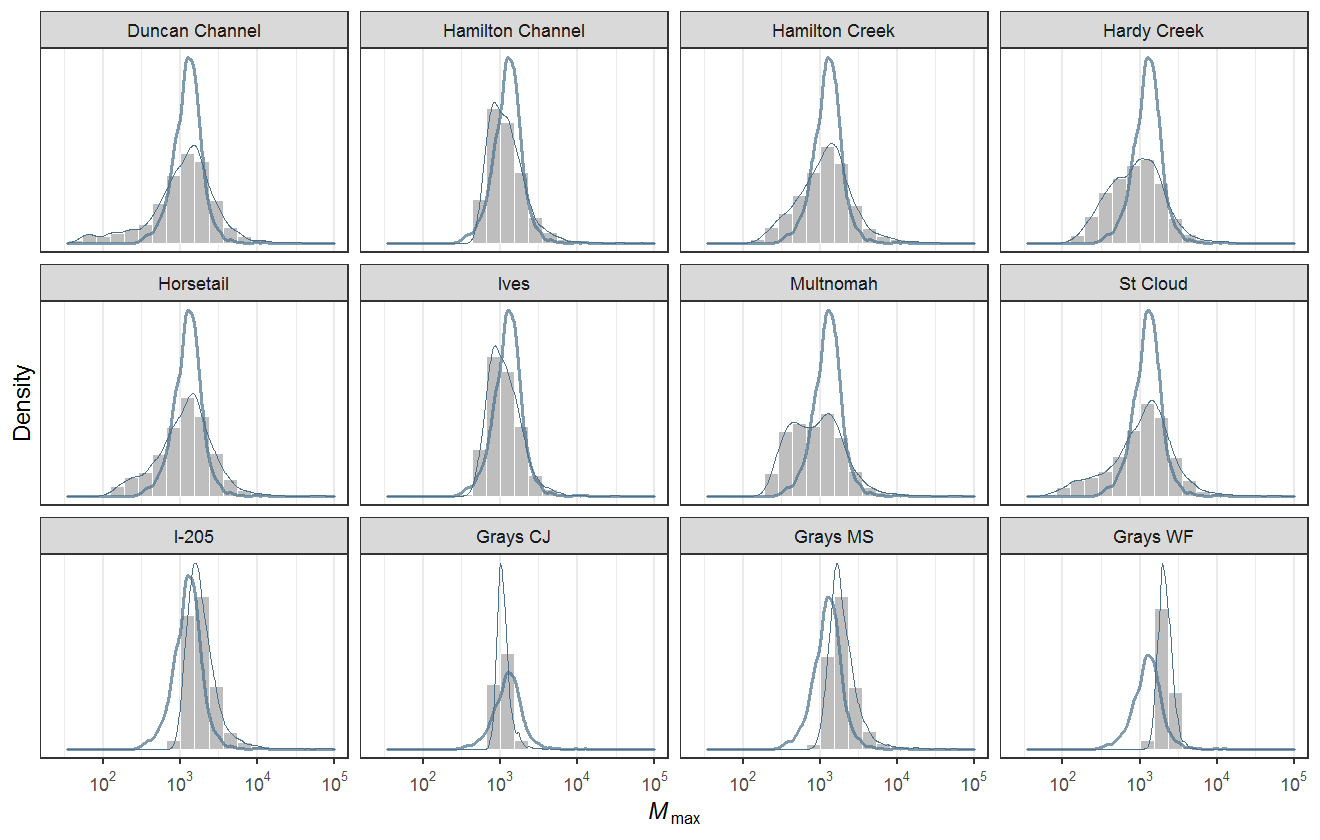 Duncan Channel Hamilton Channel Hamilton Creek Hardy Creek
Horsetail Ives Multnomah St Cloud
Density
I-205 Grays CJ Grays MS Grays WF
10² 10³ 10⁴ 10⁵ 10² 10³ 10⁴ 10⁵ 10² 10³ 10⁴ 10⁵ 10² 10³ 10⁴ 10⁵
M max